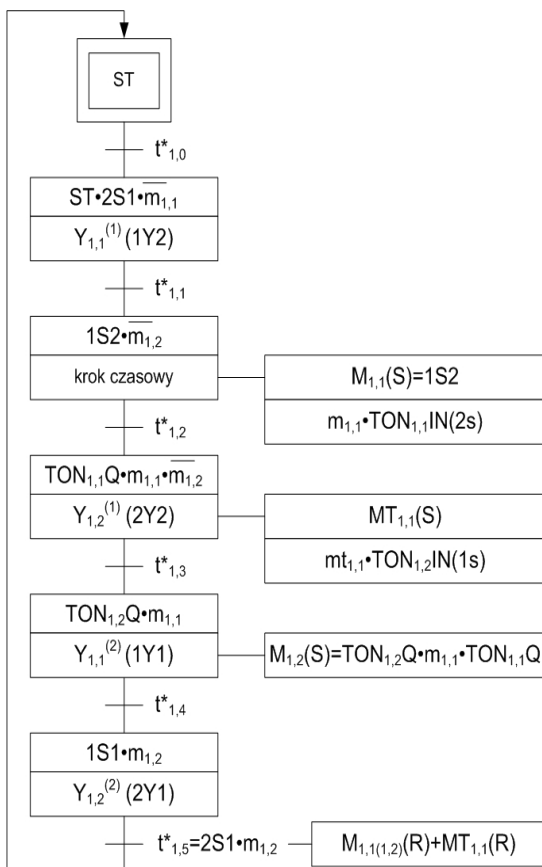 ST
t*₁,₀
ST•2S1•m̅₁,₁̅
Y₁,₁⁽¹⁾ (1Y2)
t*₁,₁
1S2•m̅₁,₂̅
krok czasowy
M₁,₁(S)=1S2
m₁,₁•TON₁,₁IN(2s)
t*₁,₂
TON₁,₁Q•m₁,₁•m̅₁,₂̅
Y₁,₂⁽¹⁾ (2Y2)
MT₁,₁(S)
mt₁,₁•TON₁,₂IN(1s)
t*₁,₃
TON₁,₂Q•m₁,₁
Y₁,₁⁽²⁾ (1Y1)
M₁,₂(S)=TON₁,₂Q•m₁,₁•TON₁,₁Q
t*₁,₄
1S1•m₁,₂
Y₁,₂⁽²⁾ (2Y1)
t*₁,₅=2S1•m₁,₂
M₁,₁₍₁,₂₎(R)+MT₁,₁(R)